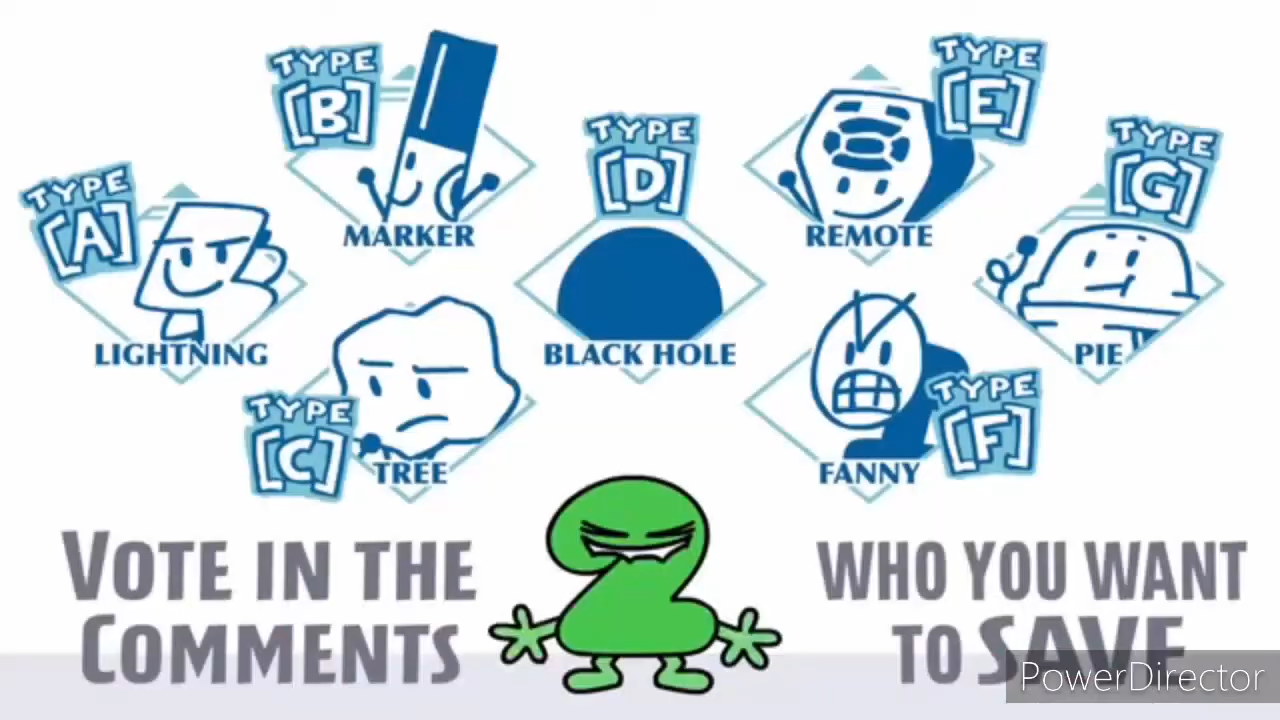 TYPE
[A]
LIGHTNING
TYPE
[B]
MARKER
TYPE
[C]
TREE
TYPE
[D]
BLACK HOLE
TYPE
[E]
REMOTE
TYPE
[F]
FANNY
TYPE
[G]
PIE
VOTE IN THE
COMMENTS
WHO YOU WANT
TO SAVE
PowerDirector